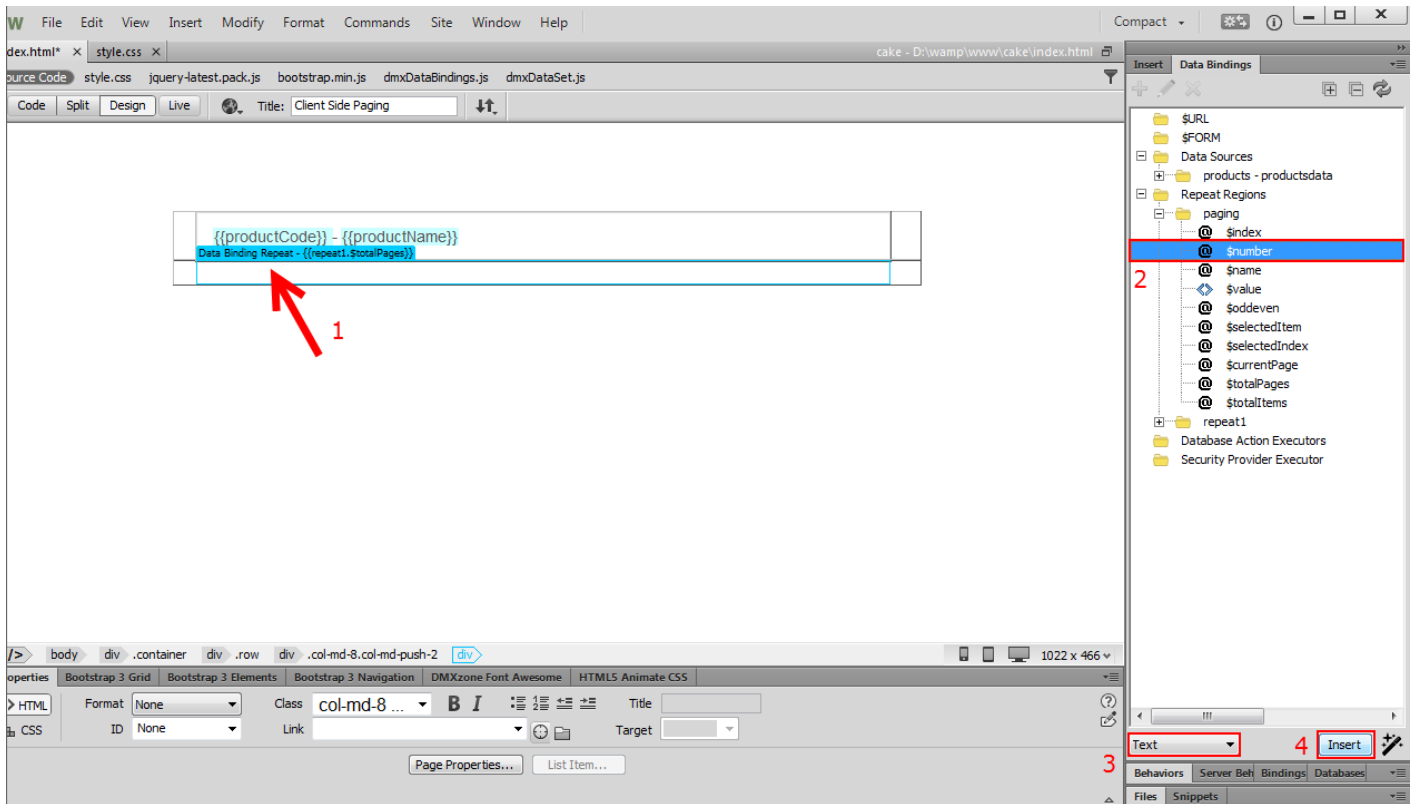 W File Edit View Insert Modify Format Commands Site Window Help Compact
dex.html* × style.css × cake - D:\wamp\www\cake\index.html
ource Code style.css jquery-latest.pack.js bootstrap.min.js dmxDataBindings.js dmxDataSet.js
Code Split Design Live Title: Client Side Paging
{{productCode}} - {{productName}}
Data Binding Repeat - {{repeat1.$totalPages}}
1
Insert Data Bindings
$URL
$FORM
Data Sources
products - productsdata
Repeat Regions
paging
$index
$number
2
$name
$value
$oddeven
$selectedItem
$selectedIndex
$currentPage
$totalPages
$totalItems
repeat1
Database Action Executors
Security Provider Executor
/> body div .container div .row div .col-md-8.col-md-push-2 div 1022 x 466
operties Bootstrap 3 Grid Bootstrap 3 Elements Bootstrap 3 Navigation DMXzone Font Awesome HTML5 Animate CSS
HTML Format None Class col-md-8 ... B I Title
CSS ID None Link Target
Page Properties... List Item...
3
Text 4 Insert
Behaviors Server Beh Bindings Databases
Files Snippets